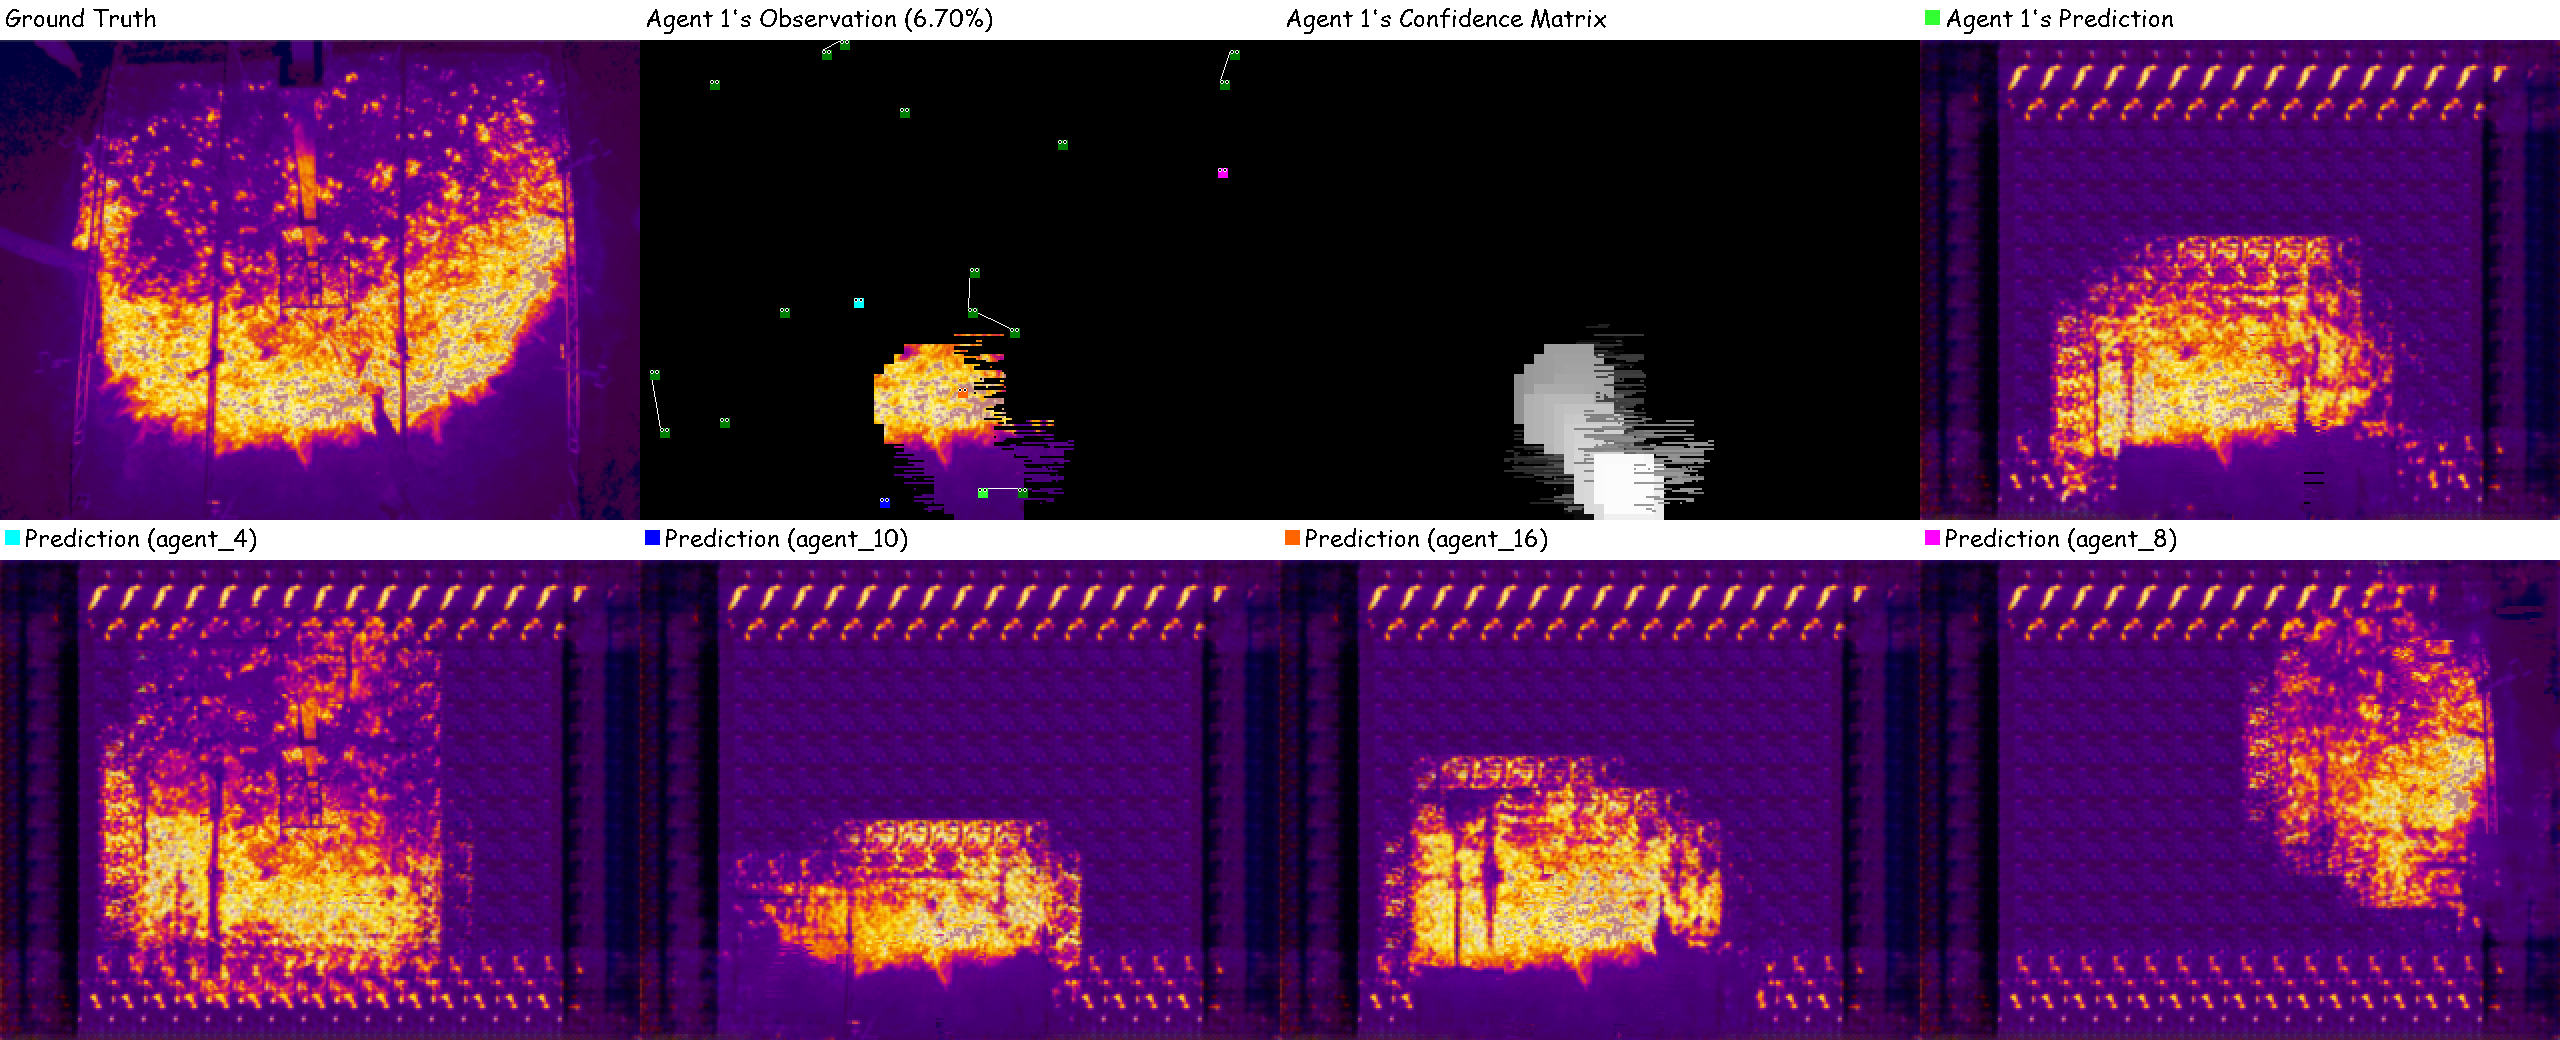 Ground Truth
Agent 1's Observation (6.70%)
Agent 1's Confidence Matrix
Agent 1's Prediction
Prediction (agent_4)
Prediction (agent_10)
Prediction (agent_16)
Prediction (agent_8)